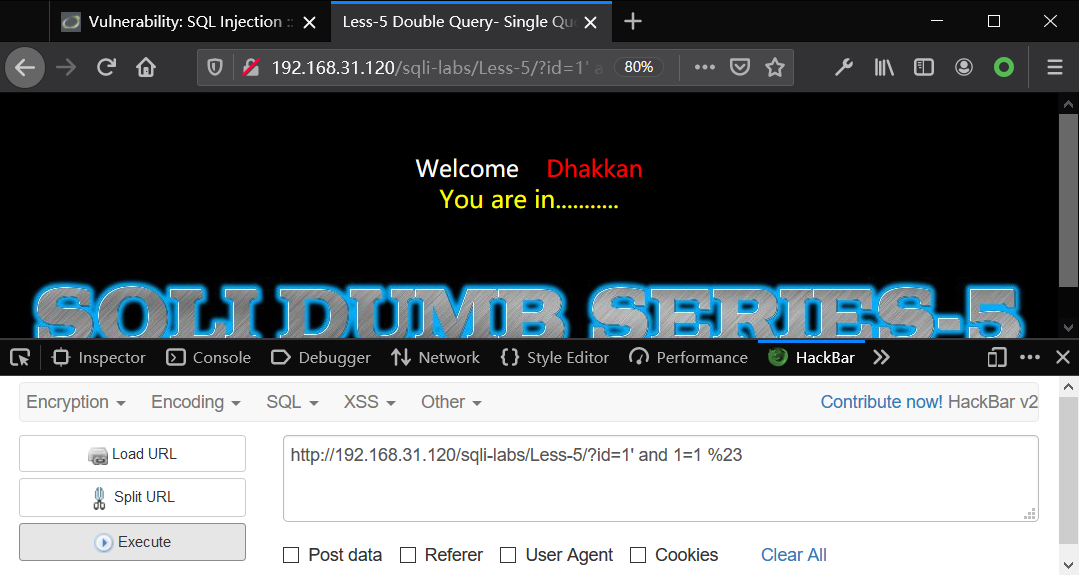 Vulnerability: SQL Injection ::
Less-5 Double Query- Single Qu
192.168.31.120/sqli-labs/Less-5/?id=1' a
80%
Welcome Dhakkan
You are in...........
SQLI DUMB SERIES-5
Inspector Console Debugger Network Style Editor Performance HackBar
Encryption Encoding SQL XSS Other Contribute now! HackBar v2
Load URL
http://192.168.31.120/sqli-labs/Less-5/?id=1' and 1=1 %23
Split URL
Execute
Post data Referer User Agent Cookies Clear All